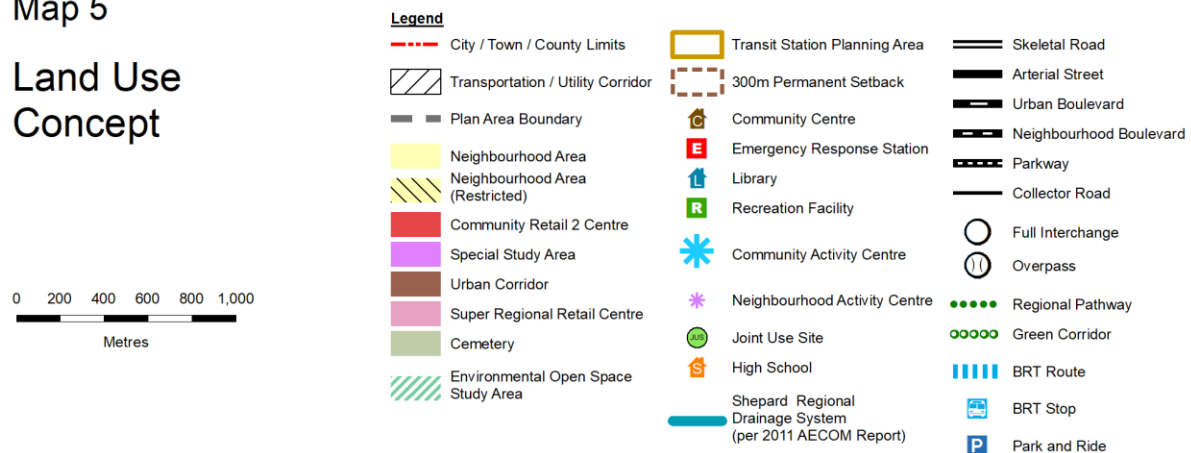 Map 5
Land Use
Concept
0 200 400 600 800 1,000
Metres
Legend
City / Town / County Limits
Transportation / Utility Corridor
Plan Area Boundary
Neighbourhood Area
Neighbourhood Area
(Restricted)
Community Retail 2 Centre
Special Study Area
Urban Corridor
Super Regional Retail Centre
Cemetery
Environmental Open Space
Study Area
Transit Station Planning Area
300m Permanent Setback
C Community Centre
E Emergency Response Station
L Library
R Recreation Facility
Community Activity Centre
Neighbourhood Activity Centre
JUS Joint Use Site
S High School
Shepard Regional
Drainage System
(per 2011 AECOM Report)
Skeletal Road
Arterial Street
Urban Boulevard
Neighbourhood Boulevard
Parkway
Collector Road
Full Interchange
Overpass
Regional Pathway
Green Corridor
BRT Route
BRT Stop
P Park and Ride